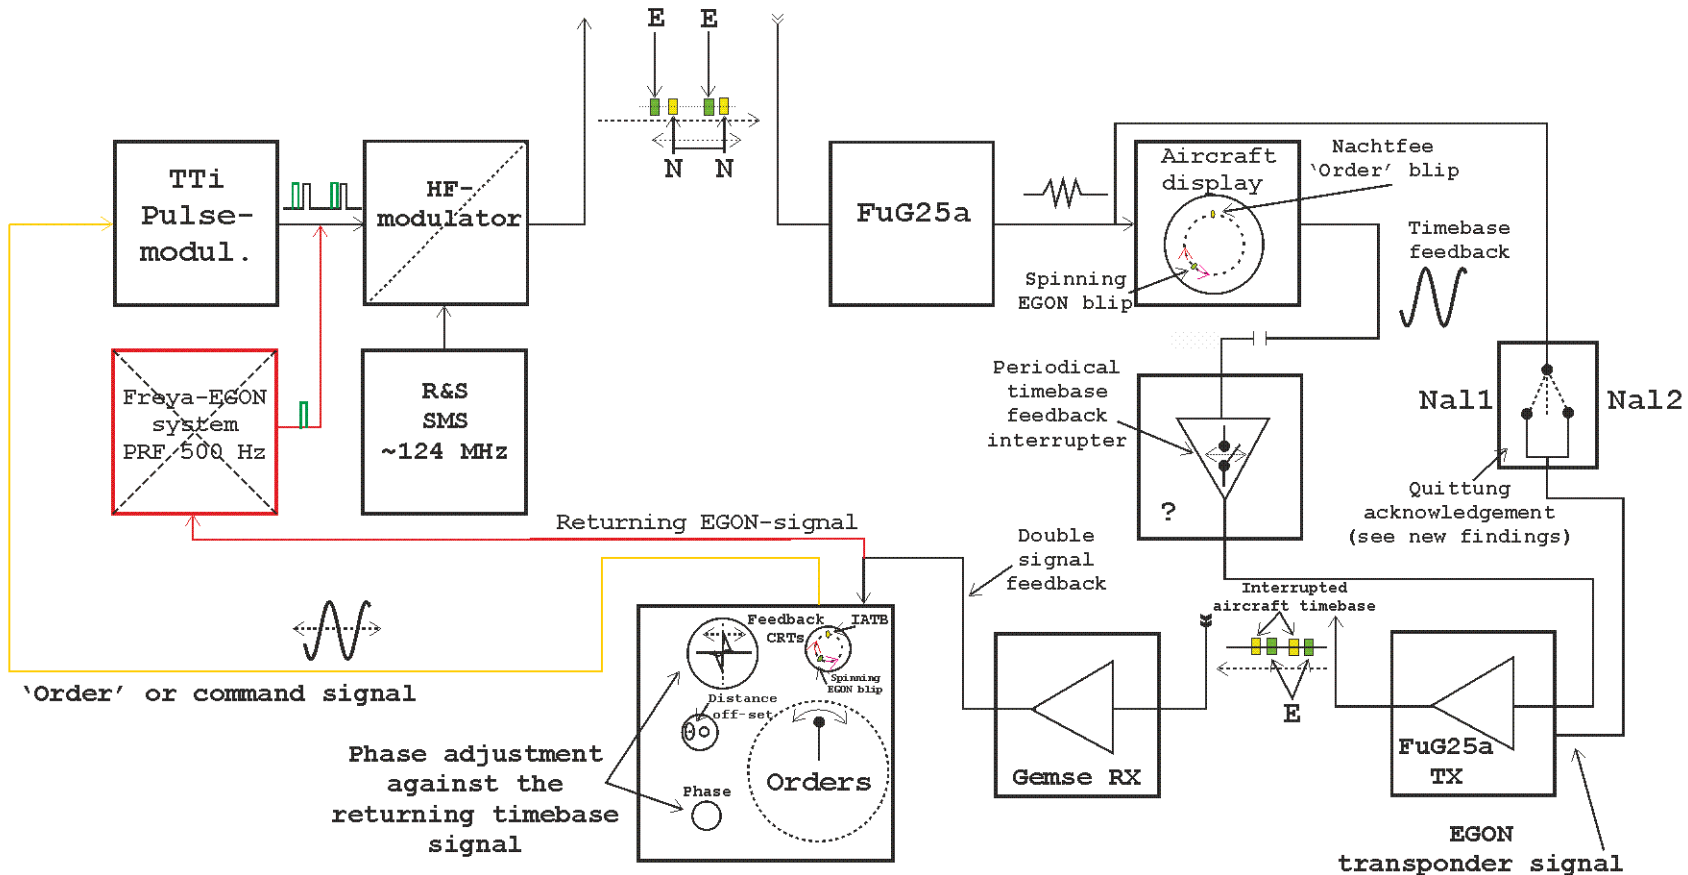 E E
N N
TTi
Pulse-
modul.
HF-
modulator
FuG25a
Aircraft
display
Nachtfee
‘Order’ blip
Spinning
EGON blip
Timebase
feedback
Freya-EGON
system
PRF 500 Hz
R&S
SMS
~124 MHz
Periodical
timebase
feedback
interrupter
?
Nal1 Nal2
Quittung
acknowledgement
(see new findings)
Returning EGON-signal
Double
signal
feedback
Interrupted
aircraft timebase
E
‘Order’ or command signal
Feedback
CRTs
IATB
Spinning
EGON blip
Distance
off-set
Phase
Orders
Phase adjustment
against the
returning timebase
signal
Gemse RX
FuG25a
TX
EGON
transponder signal